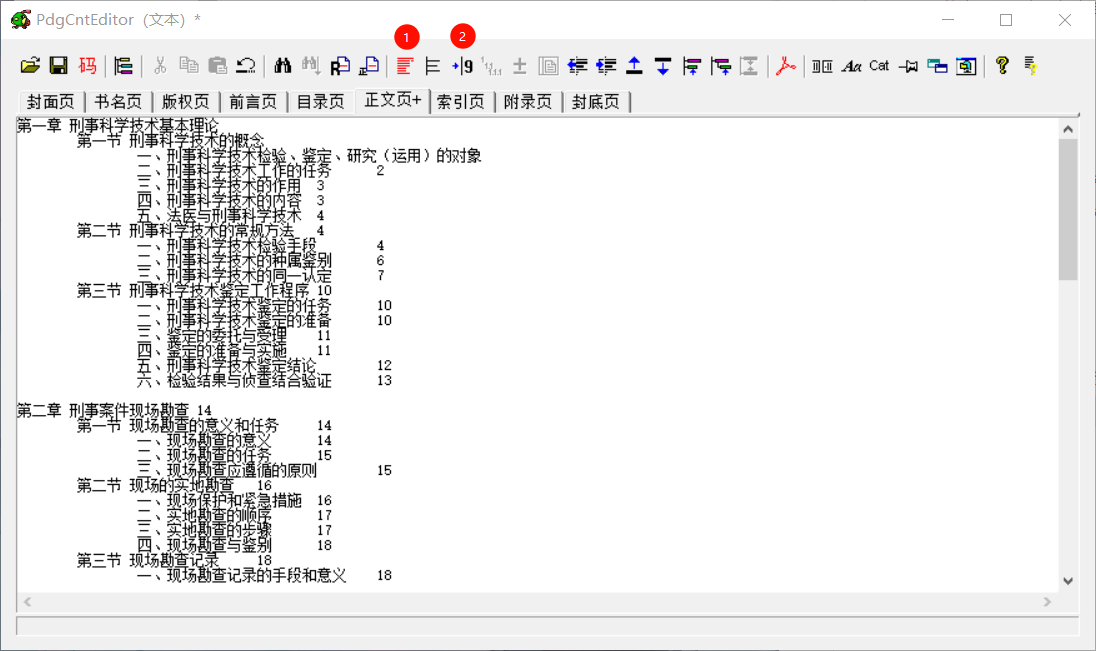 PdgCntEditor (文本) *
1 2
码 R 正 9 Aa Cat ?
封面页 书名页 版权页 前言页 目录页 正文页+ 索引页 附录页 封底页
第一章 刑事科学技术基本理论
第一节 刑事科学技术的概念
一、刑事科学技术检验、鉴定、研究（运用）的对象
二、刑事科学技术工作的任务 2
三、刑事科学技术的作用 3
四、刑事科学技术的内容 3
五、法医与刑事科学技术 4
第二节 刑事科学技术的常规方法 4
一、刑事科学技术检验手段 4
二、刑事科学技术的种属鉴别 6
三、刑事科学技术的同一认定 7
第三节 刑事科学技术鉴定工作程序 10
一、刑事科学技术鉴定的任务 10
二、刑事科学技术鉴定的准备 10
三、鉴定的委托与受理 11
四、鉴定的准备与实施 11
五、刑事科学技术鉴定结论 12
六、检验结果与侦查结合验证 13
第二章 刑事案件现场勘查 14
第一节 现场勘查的意义和任务 14
一、现场勘查的意义 14
二、现场勘查的任务 15
三、现场勘查应遵循的原则 15
第二节 现场的实地勘查 16
一、现场保护和紧急措施 16
二、实地勘查的顺序 17
三、实地勘查的步骤 17
四、现场勘查与鉴别 18
第三节 现场勘查记录 18
一、现场勘查记录的手段和意义 18